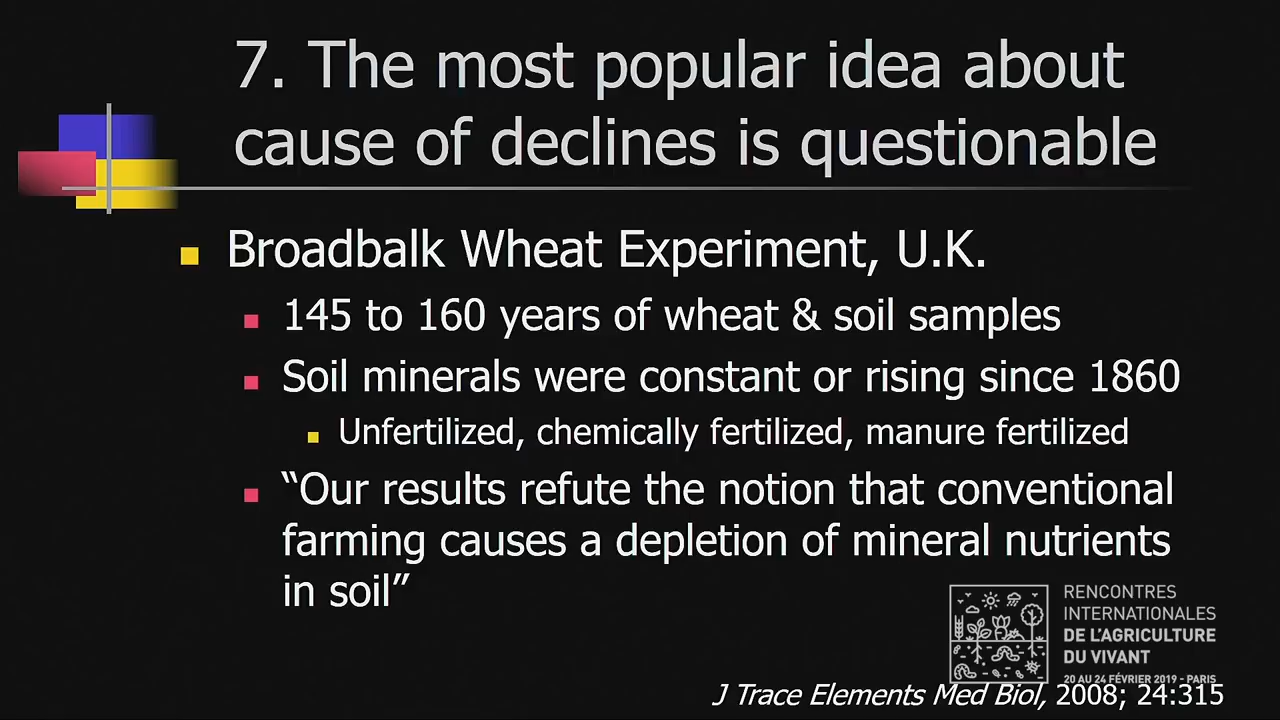 7. The most popular idea about
cause of declines is questionable
Broadbalk Wheat Experiment, U.K.
145 to 160 years of wheat & soil samples
Soil minerals were constant or rising since 1860
Unfertilized, chemically fertilized, manure fertilized
“Our results refute the notion that conventional
farming causes a depletion of mineral nutrients
in soil”
RENCONTRES
INTERNATIONALES
DE L'AGRICULTURE
DU VIVANT
20 AU 24 FÉVRIER 2019 - PARIS
J Trace Elements Med Biol, 2008; 24:315